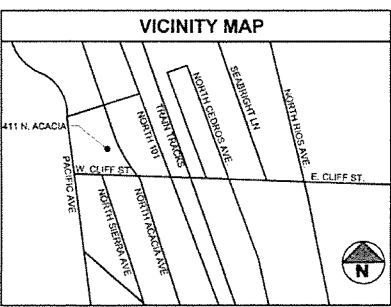 VICINITY MAP
411 N. ACACIA
PACIFIC AVE
W. CLIFF ST.
NORTH SIERRA AVE
NORTH ACACIA AVE
NORTH 101
TRAIN TRACKS
NORTH CEDROS AVE
SEABRIGHT LN
NORTH RIOS AVE
E. CLIFF ST.
N